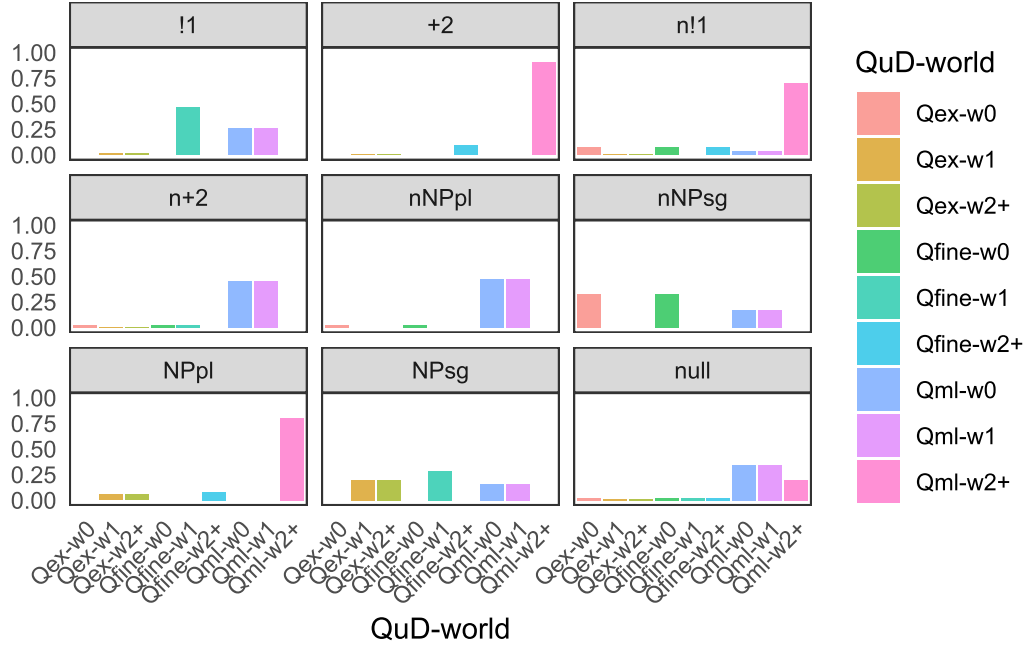 !1
+2
n!1
1.00
0.75
0.50
0.25
0.00
n+2
nNPpl
nNPsg
1.00
0.75
0.50
0.25
0.00
NPpl
NPsg
null
1.00
0.75
0.50
0.25
0.00
Qex-w0
Qex-w1
Qex-w2+
Qfine-w0
Qfine-w1
Qfine-w2+
Qml-w0
Qml-w1
Qml-w2+
Qex-w0
Qex-w1
Qex-w2+
Qfine-w0
Qfine-w1
Qfine-w2+
Qml-w0
Qml-w1
Qml-w2+
Qex-w0
Qex-w1
Qex-w2+
Qfine-w0
Qfine-w1
Qfine-w2+
Qml-w0
Qml-w1
Qml-w2+
QuD-world
QuD-world
Qex-w0
Qex-w1
Qex-w2+
Qfine-w0
Qfine-w1
Qfine-w2+
Qml-w0
Qml-w1
Qml-w2+